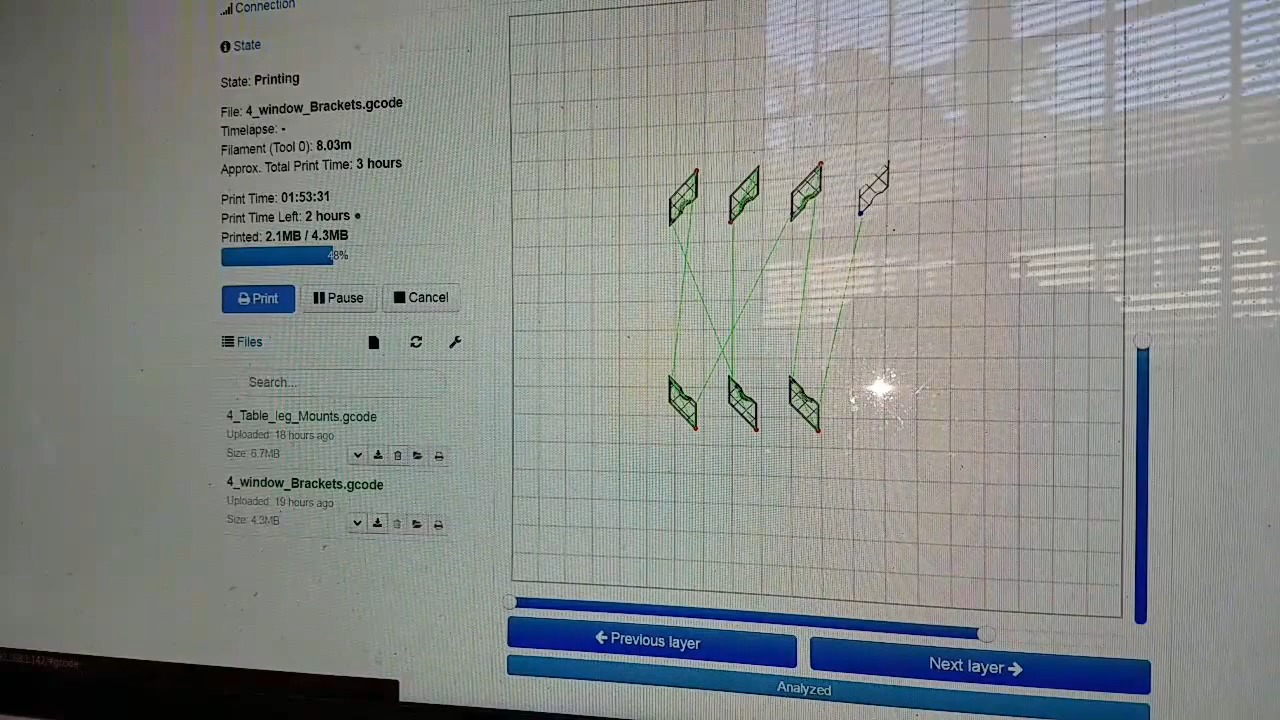 Connection
State
State: Printing
File: 4_window_Brackets.gcode
Timelapse: -
Filament (Tool 0): 8.03m
Approx. Total Print Time: 3 hours
Print Time: 01:53:31
Print Time Left: 2 hours
Printed: 2.1MB / 4.3MB
48%
Print
Pause
Cancel
Files
Search...
4_Table_leg_Mounts.gcode
Uploaded: 18 hours ago
Size: 6.7MB
4_window_Brackets.gcode
Uploaded: 19 hours ago
Size: 4.3MB
Previous layer
Next layer
Analyzed